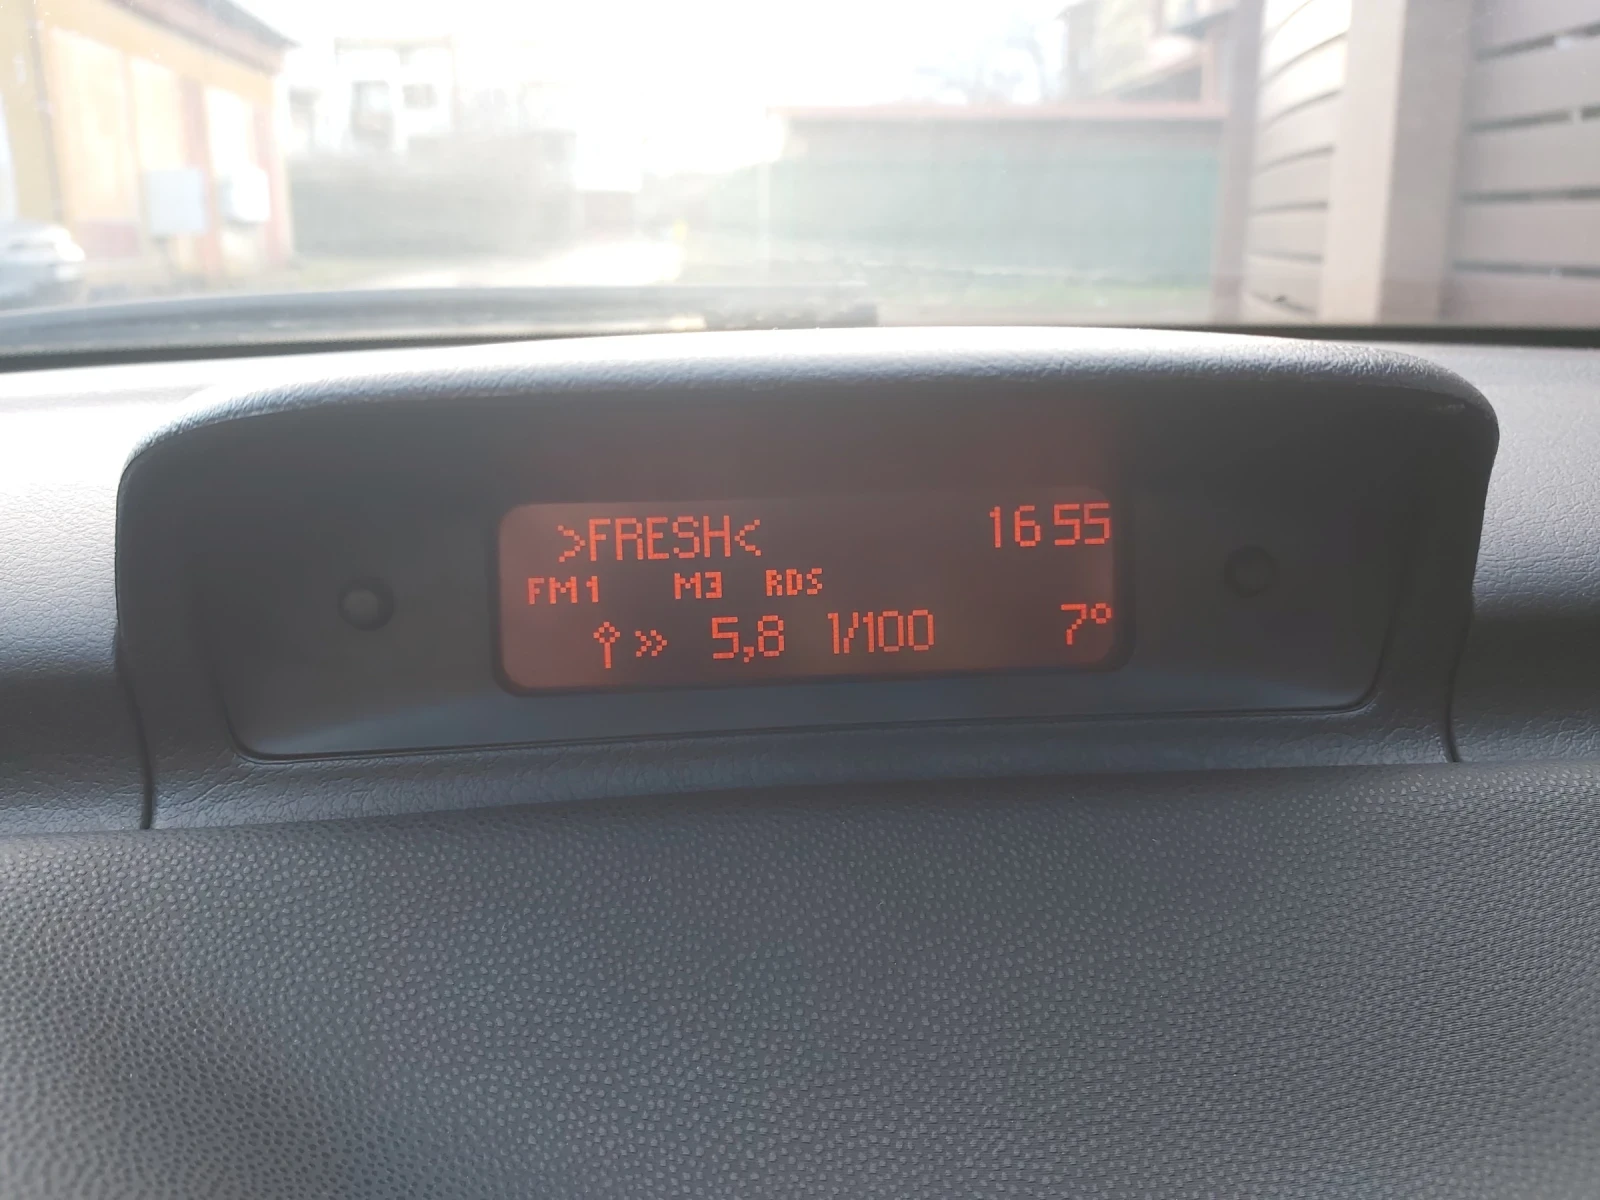 >FRESH< 16 55
FM1 M3 RDS
↑» 5,8 l/100 7°